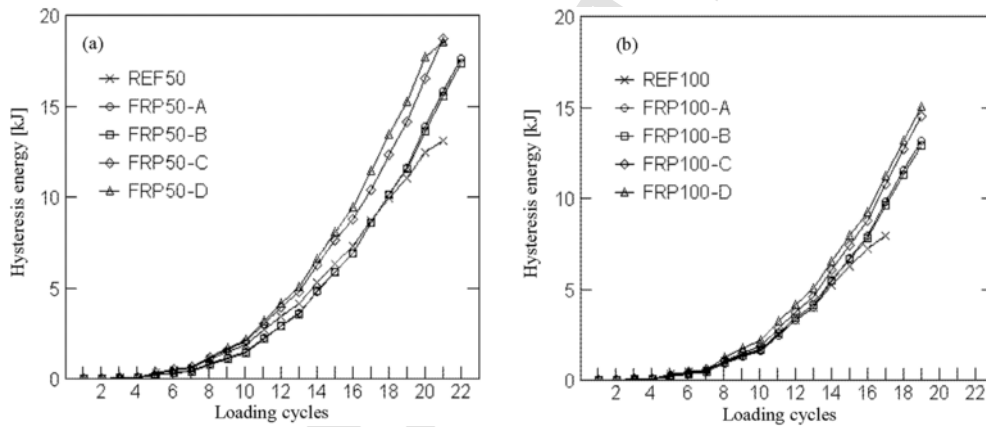 20
(a)
REF50
FRP50-A
FRP50-B
FRP50-C
FRP50-D
15
10
5
0
Hysteresis energy [kJ]
2 4 6 8 10 12 14 16 18 20 22
Loading cycles
20
(b)
REF100
FRP100-A
FRP100-B
FRP100-C
FRP100-D
15
10
5
0
Hysteresis energy [kJ]
2 4 6 8 10 12 14 16 18 20 22
Loading cycles